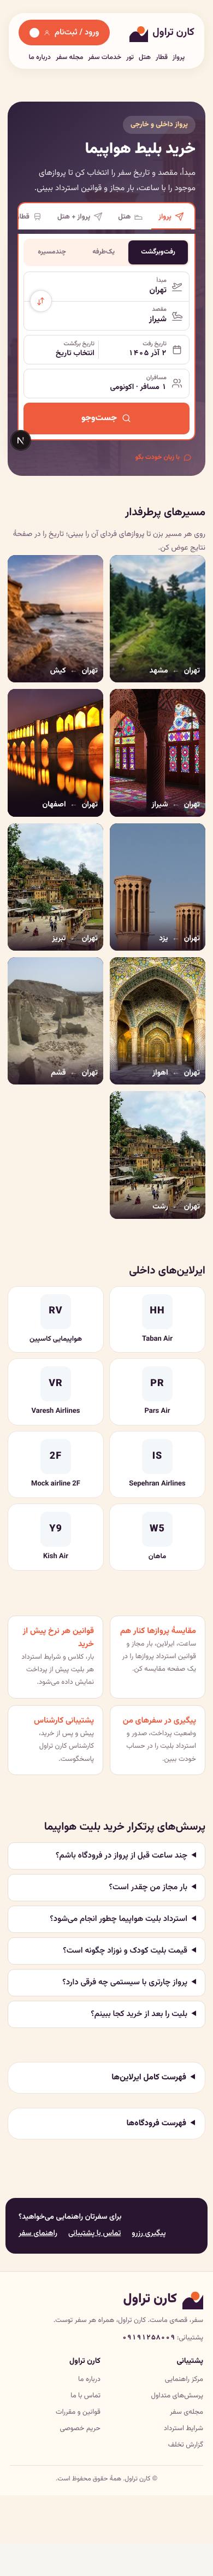 کارن تراول
ورود / ثبت‌نام
پرواز قطار هتل تور خدمات سفر مجله سفر درباره ما
پرواز داخلی و خارجی
خرید بلیط هواپیما
مبدأ، مقصد و تاریخ سفر را انتخاب کن تا پروازهای
موجود را با ساعت، بار مجاز و قوانین استرداد ببینی.
پرواز هتل پرواز + هتل قطار
رفت‌وبرگشت یک‌طرفه چندمسیره
مبدأ
تهران
مقصد
شیراز
تاریخ رفت
۲ آذر ۱۴۰۵
تاریخ برگشت
انتخاب تاریخ
مسافران
۱ مسافر · اکونومی
جست‌وجو
با زبان خودت بگو
N
مسیرهای پرطرفدار
روی هر مسیر بزن تا پروازهای فردای آن را ببینی؛ تاریخ را در صفحهٔ
نتایج عوض کن.
تهران ← مشهد
تهران ← کیش
تهران ← شیراز
تهران ← اصفهان
تهران ← یزد
تهران ← تبریز
تهران ← اهواز
تهران ← قشم
تهران ← رشت
ایرلاین‌های داخلی
HH
Taban Air
RV
هواپیمایی کاسپین
PR
Pars Air
VR
Varesh Airlines
IS
Sepehran Airlines
2F
Mock airline 2F
W5
ماهان
Y9
Kish Air
مقایسهٔ پروازها کنار هم
ساعت، ایرلاین، بار مجاز و
قوانین استرداد پروازها را در
یک صفحه مقایسه کن.
قوانین هر نرخ پیش از
خرید
بار، کلاس و شرایط استرداد
هر بلیت پیش از پرداخت
نمایش داده می‌شود.
پیگیری در سفرهای من
وضعیت پرداخت، صدور و
استرداد بلیت را در حساب
خودت ببین.
پشتیبانی کارشناس
پیش و پس از خرید،
کارشناس کارن تراول
پاسخگوست.
پرسش‌های پرتکرار خرید بلیت هواپیما
چند ساعت قبل از پرواز در فرودگاه باشم؟
بار مجاز من چقدر است؟
استرداد بلیت هواپیما چطور انجام می‌شود؟
قیمت بلیت کودک و نوزاد چگونه است؟
پرواز چارتری با سیستمی چه فرقی دارد؟
بلیت را بعد از خرید کجا ببینم؟
فهرست کامل ایرلاین‌ها
فهرست فرودگاه‌ها
برای سفرتان راهنمایی می‌خواهید؟
پیگیری رزرو تماس با پشتیبانی راهنمای سفر
کارن تراول
سفر، قصه‌ی ماست. کارن تراول، همراه هر سفر توست.
پشتیبانی: ۰۹۱۹۱۲۵۸۰۰۹
پشتیبانی
مرکز راهنمایی
پرسش‌های متداول
مجله‌ی سفر
شرایط استرداد
گزارش تخلف
کارن تراول
درباره ما
تماس با ما
قوانین و مقررات
حریم خصوصی
© کارن تراول. همهٔ حقوق محفوظ است.